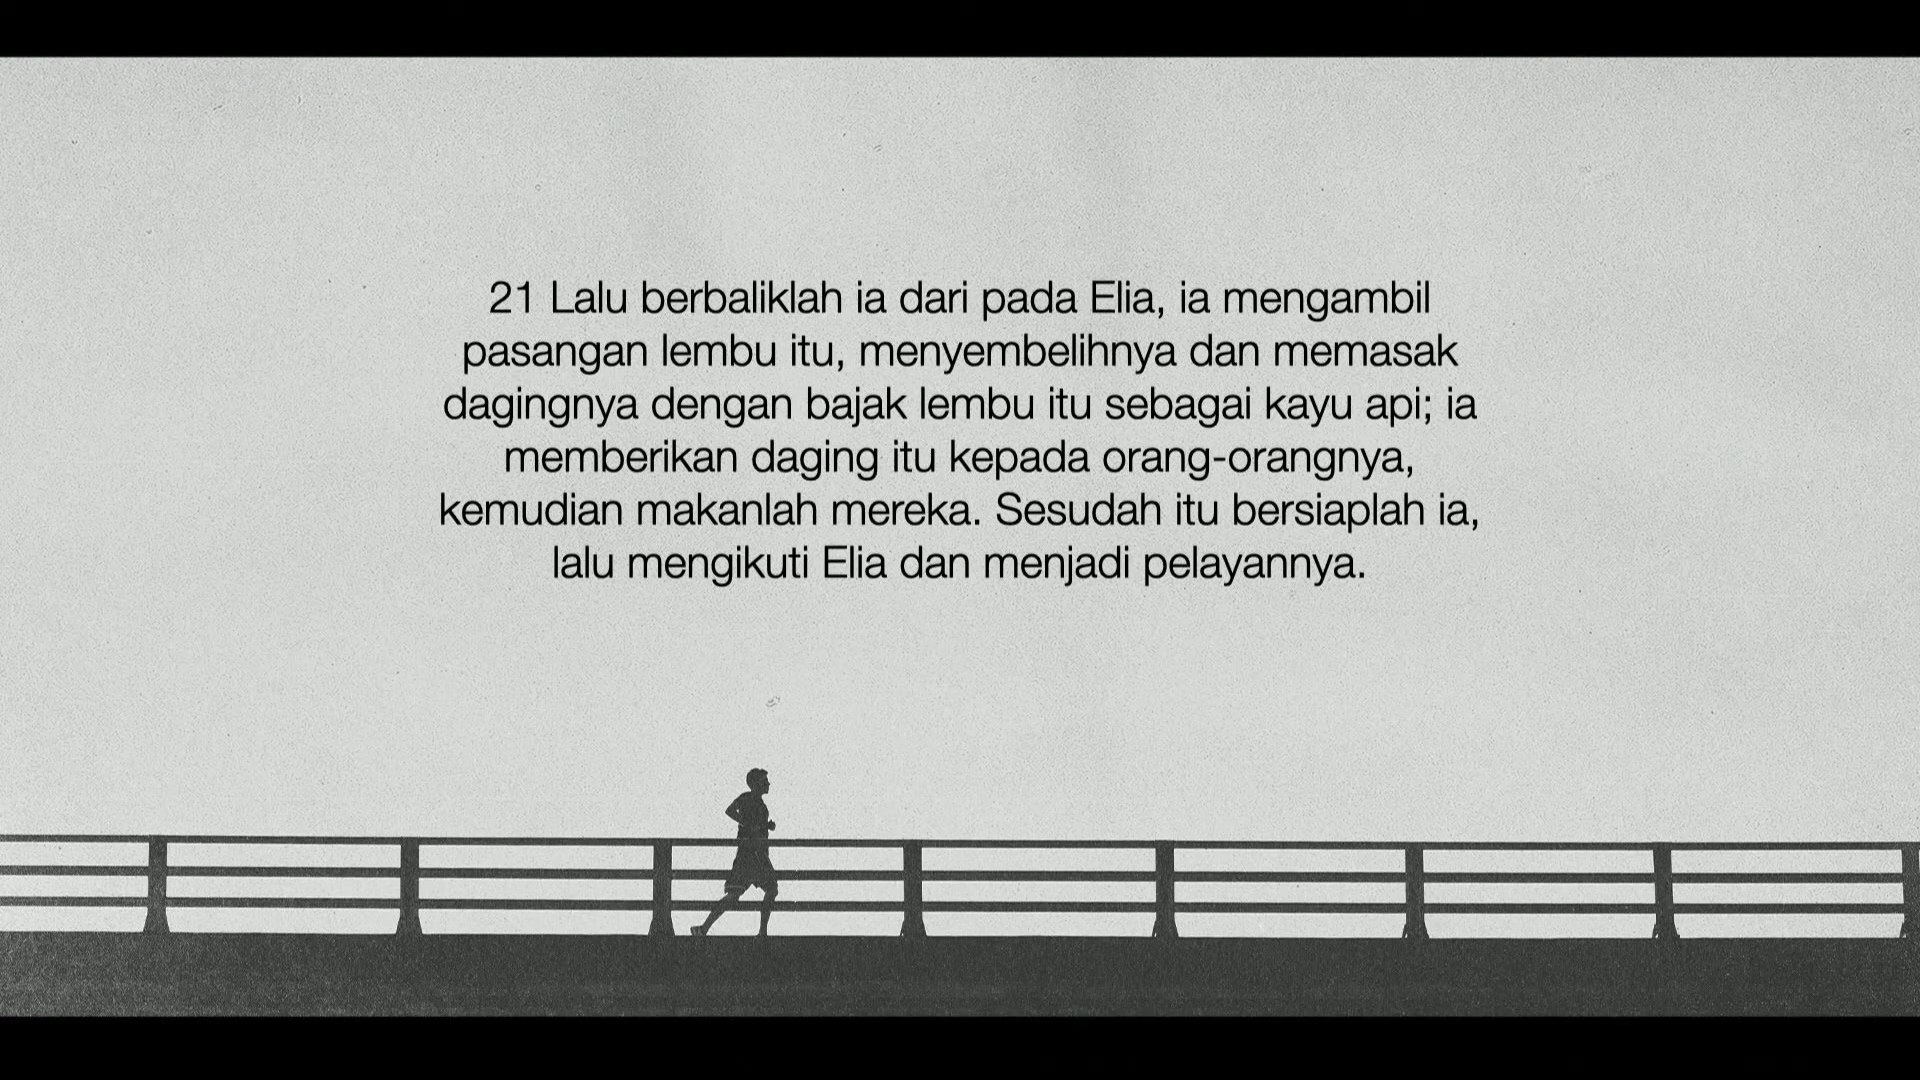 21 Lalu berbaliklah ia dari pada Elia, ia mengambil
pasangan lembu itu, menyembelihnya dan memasak
dagingnya dengan bajak lembu itu sebagai kayu api; ia
memberikan daging itu kepada orang-orangnya,
kemudian makanlah mereka. Sesudah itu bersiaplah ia,
lalu mengikuti Elia dan menjadi pelayannya.